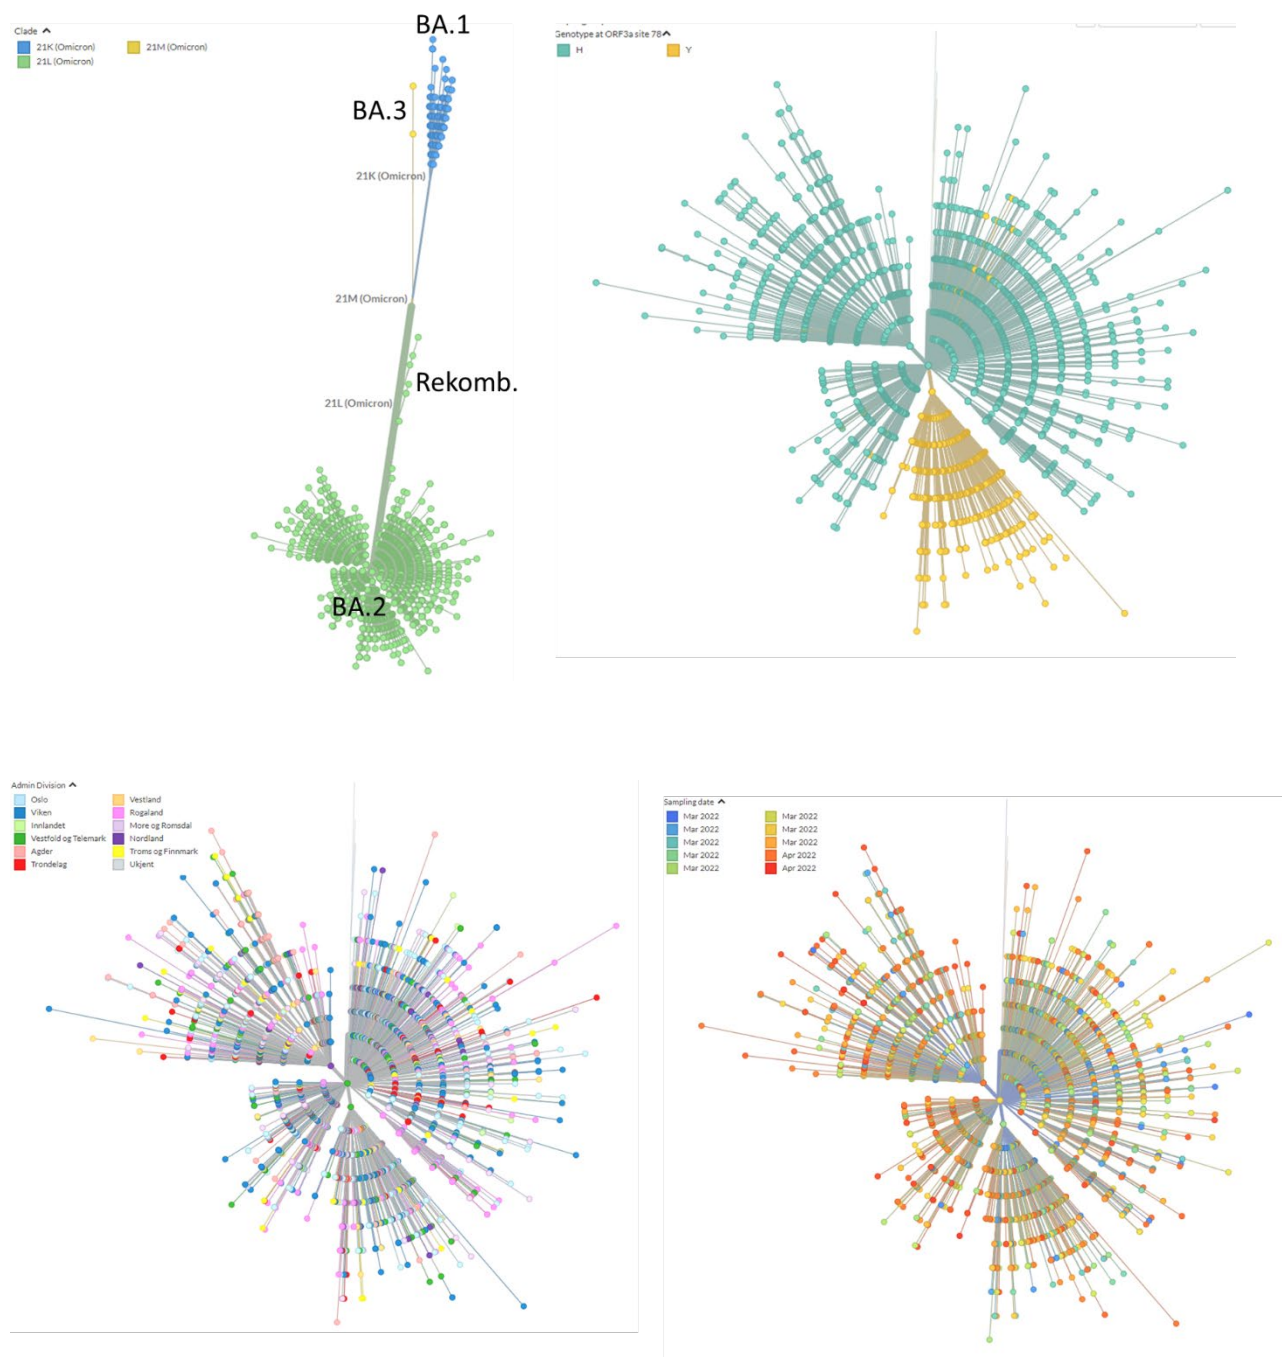 Clade
21K (Omicron) 21M (Omicron)
21L (Omicron)
BA.1
BA.3
21K (Omicron)
21M (Omicron)
Rekomb.
21L (Omicron)
BA.2
Genotype at ORF3a site 78
H Y
Admin Division
Oslo Vestland
Viken Rogaland
Innlandet More og Romsdal
Vestfold og Telemark Nordland
Agder Troms og Finnmark
Trondelag Ukjent
Sampling date
Mar 2022 Mar 2022
Mar 2022 Mar 2022
Mar 2022 Mar 2022
Mar 2022 Apr 2022
Mar 2022 Apr 2022